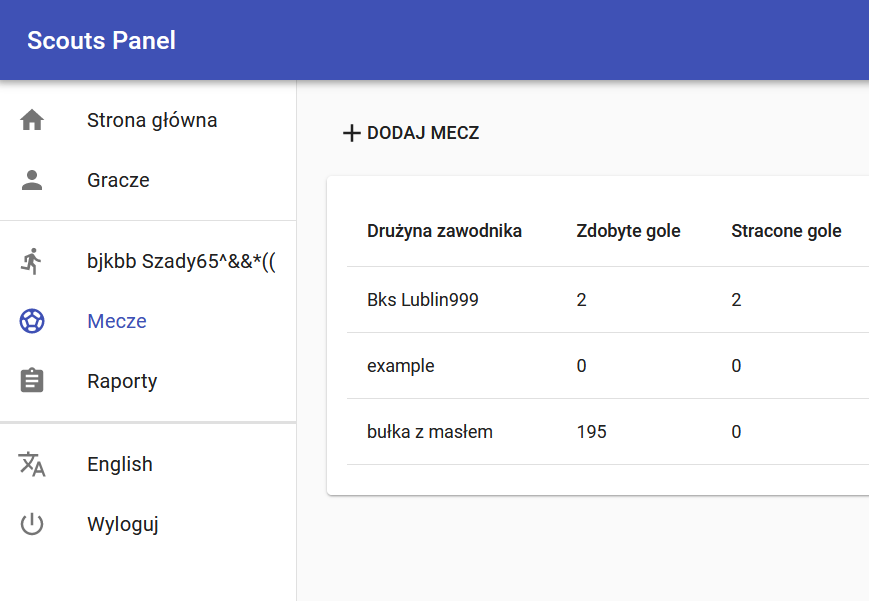 Scouts Panel
Strona główna
Gracze
bjkbb Szady65^&&*((
Mecze
Raporty
English
Wyloguj
DODAJ MECZ
Drużyna zawodnika Zdobyte gole Stracone gole
Bks Lublin999 2 2
example 0 0
bułka z masłem 195 0